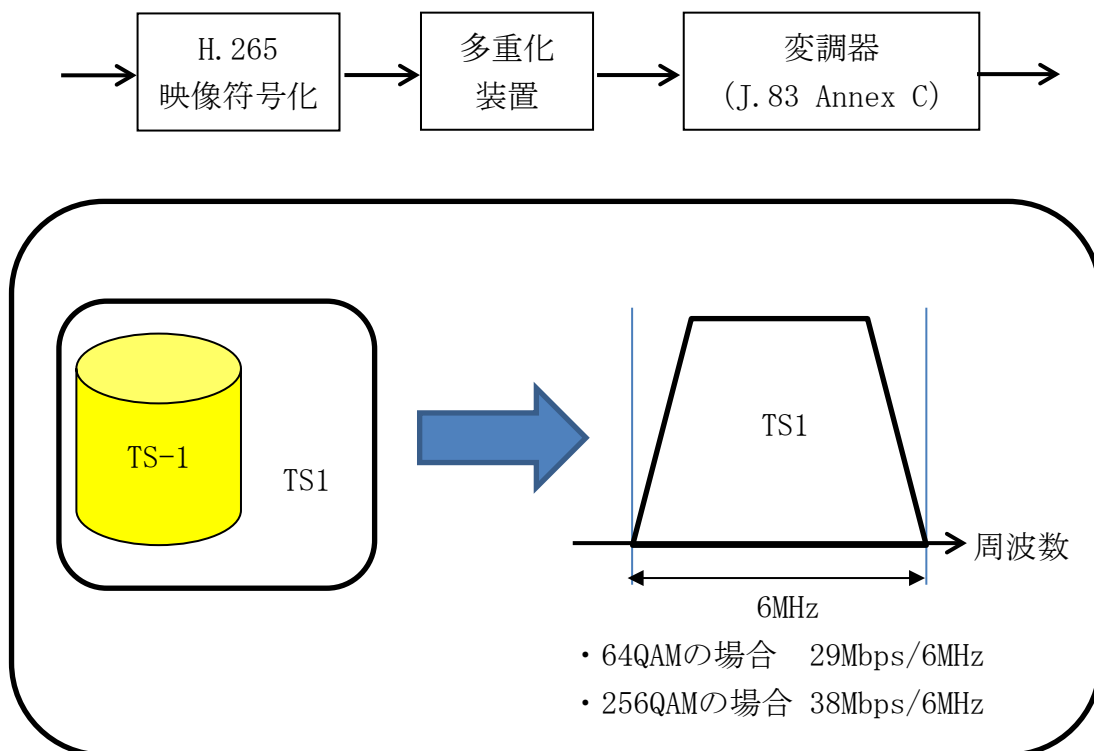 H.265
映像符号化
多重化
装置
変調器
(J.83 Annex C)
TS-1
TS1
TS1
周波数
6MHz
・64QAMの場合　29Mbps/6MHz
・256QAMの場合 38Mbps/6MHz